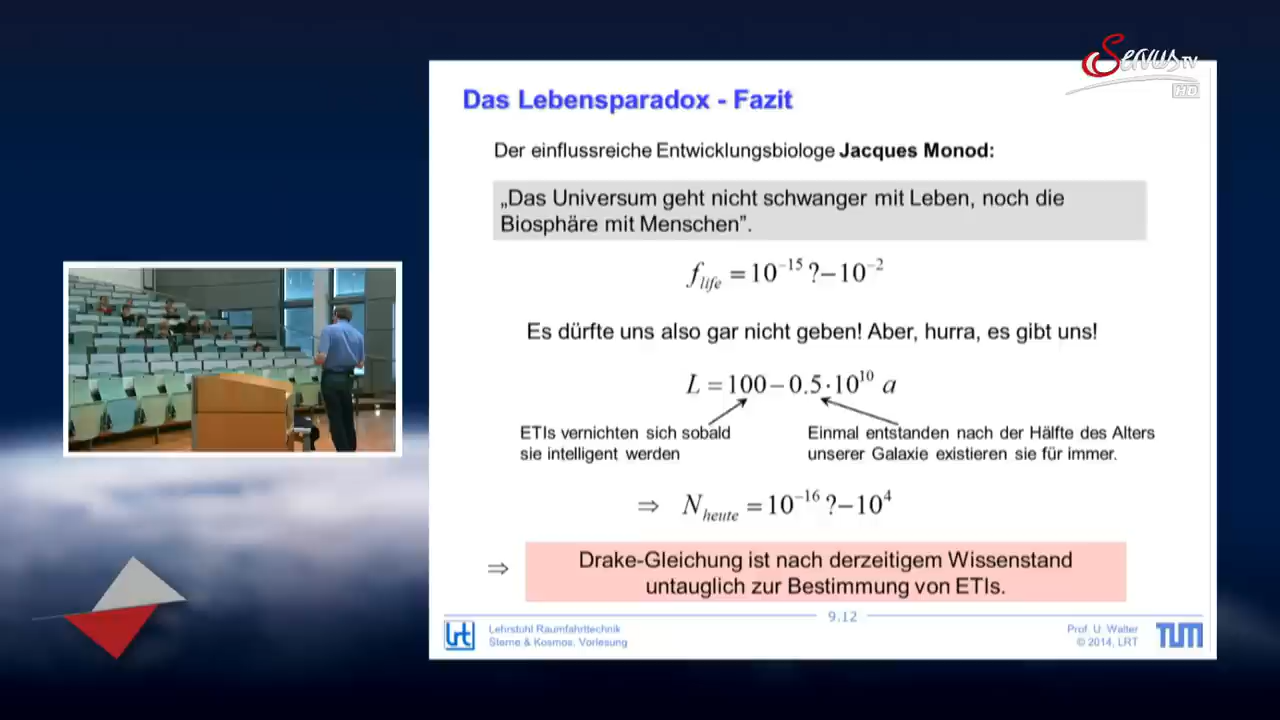 ServusTV
HD
Das Lebensparadox - Fazit
Der einflussreiche Entwicklungsbiologe Jacques Monod:
„Das Universum geht nicht schwanger mit Leben, noch die
Biosphäre mit Menschen”.
f_life = 10^-15 ?– 10^-2
Es dürfte uns also gar nicht geben! Aber, hurra, es gibt uns!
L = 100 – 0.5·10^10 a
ETIs vernichten sich sobald
sie intelligent werden
Einmal entstanden nach der Hälfte des Alters
unserer Galaxie existieren sie für immer.
⇒ N_heute = 10^-16 ?– 10^4
⇒ Drake-Gleichung ist nach derzeitigem Wissenstand
untauglich zur Bestimmung von ETIs.
9.12
lrt
Lehrstuhl Raumfahrttechnik
Sterne & Kosmos, Vorlesung
Prof. U. Walter
© 2014, LRT
TUM